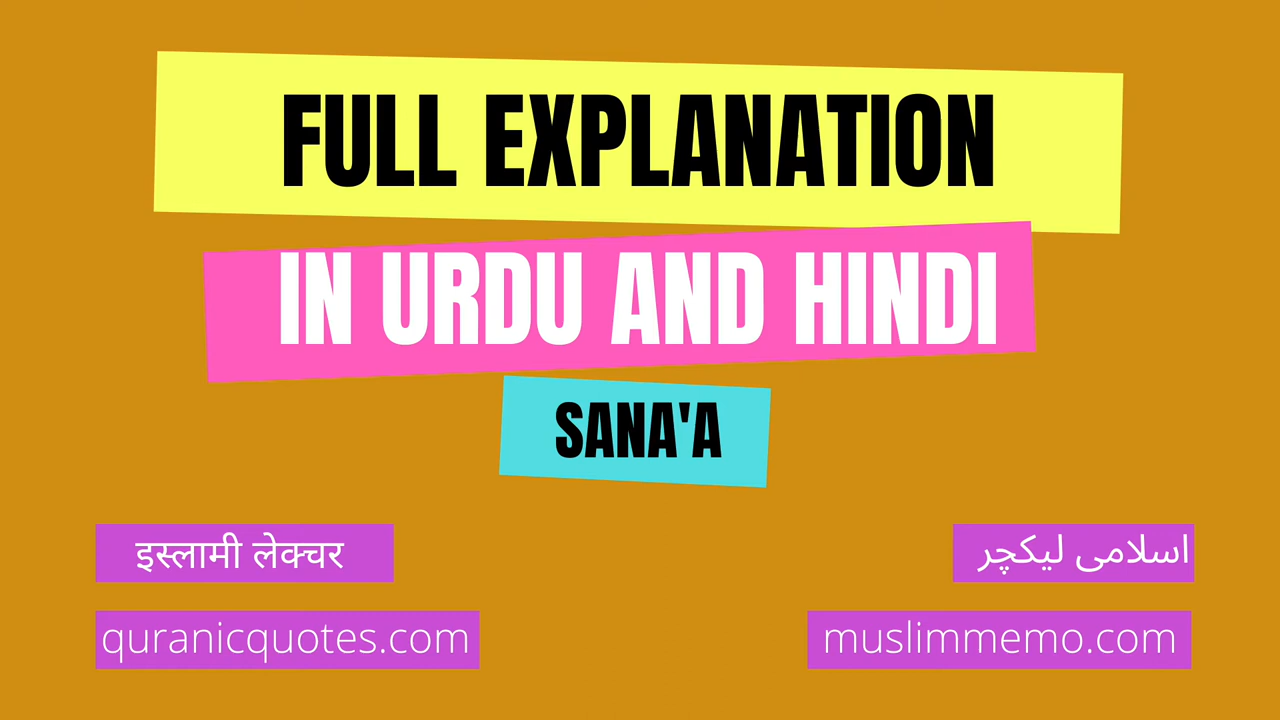 FULL EXPLANATION
IN URDU AND HINDI
SANA'A
इस्लामी लेक्चर
اسلامی لیکچر
quranicquotes.com
muslimmemo.com